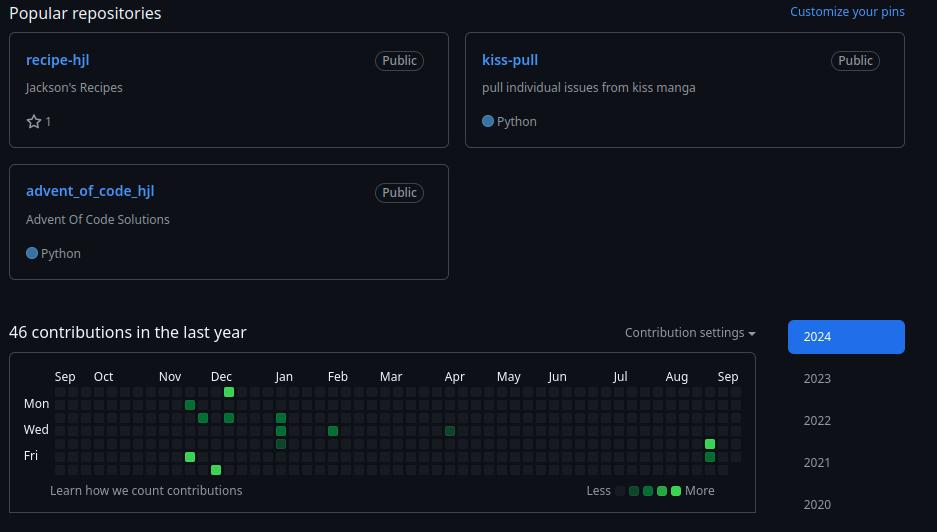 Popular repositories Customize your pins
recipe-hjl Public
Jackson's Recipes
1
kiss-pull Public
pull individual issues from kiss manga
Python
advent_of_code_hjl Public
Advent Of Code Solutions
Python
46 contributions in the last year Contribution settings
Sep Oct Nov Dec Jan Feb Mar Apr May Jun Jul Aug Sep
Mon
Wed
Fri
Learn how we count contributions Less More
2024
2023
2022
2021
2020